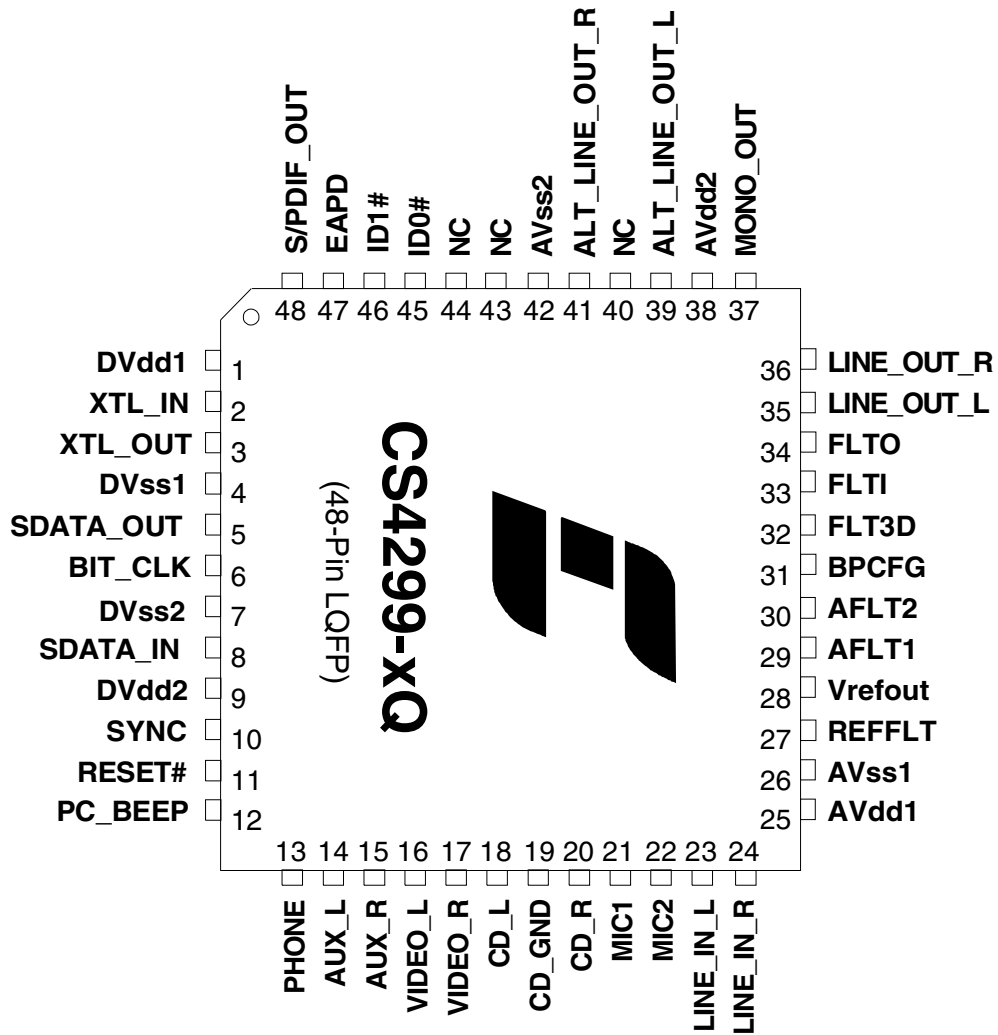 S/PDIF_OUT
EAPD
ID1#
ID0#
NC
NC
AVss2
ALT_LINE_OUT_R
NC
ALT_LINE_OUT_L
AVdd2
MONO_OUT
48 47 46 45 44 43 42 41 40 39 38 37
DVdd1 1
XTL_IN 2
XTL_OUT 3
DVss1 4
SDATA_OUT 5
BIT_CLK 6
DVss2 7
SDATA_IN 8
DVdd2 9
SYNC 10
RESET# 11
PC_BEEP 12
CS4299-xQ
(48-Pin LQFP)
36 LINE_OUT_R
35 LINE_OUT_L
34 FLTO
33 FLTI
32 FLT3D
31 BPCFG
30 AFLT2
29 AFLT1
28 Vrefout
27 REFFLT
26 AVss1
25 AVdd1
13 14 15 16 17 18 19 20 21 22 23 24
PHONE
AUX_L
AUX_R
VIDEO_L
VIDEO_R
CD_L
CD_GND
CD_R
MIC1
MIC2
LINE_IN_L
LINE_IN_R